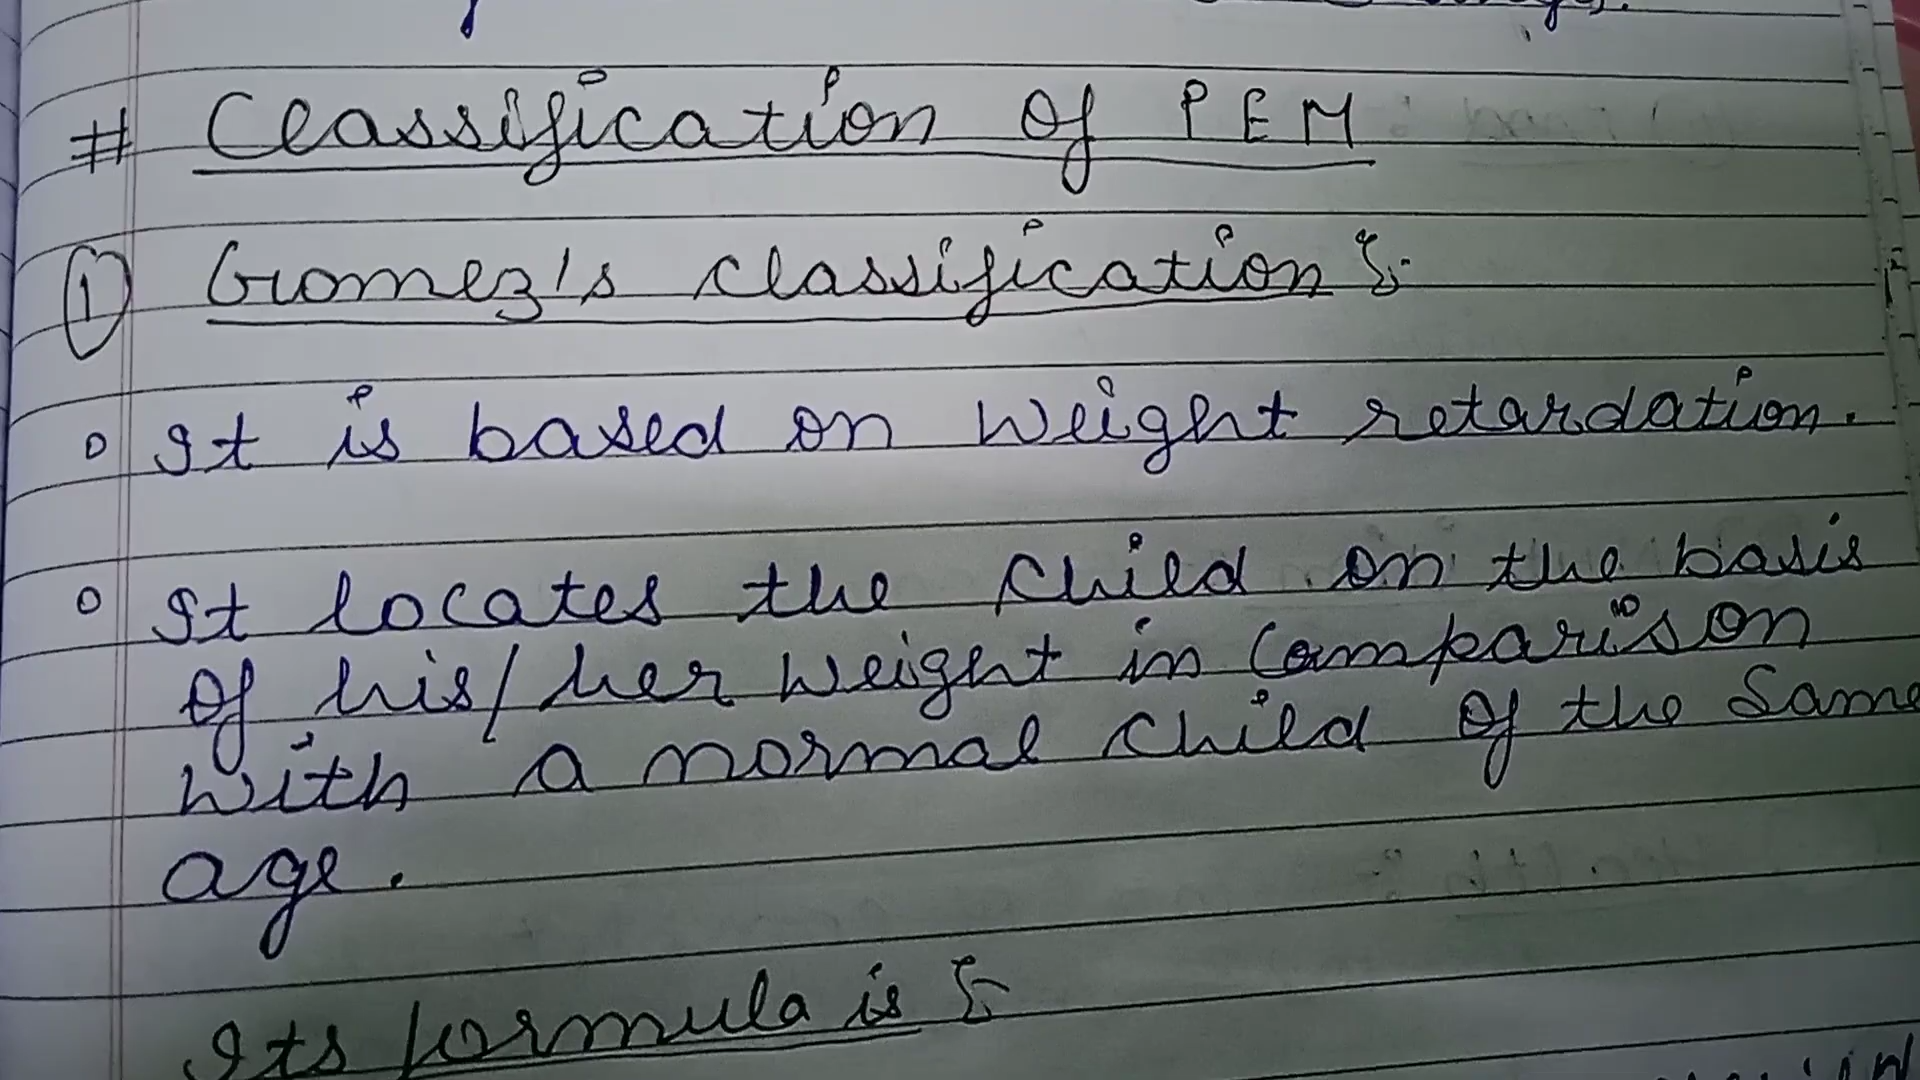 # Classification of PEM
① Gromez's classification :-
o It is based on weight retardation.
o It locates the child on the basis
of his/her weight in comparison
with a normal child of the same
age.
Its formula is :-